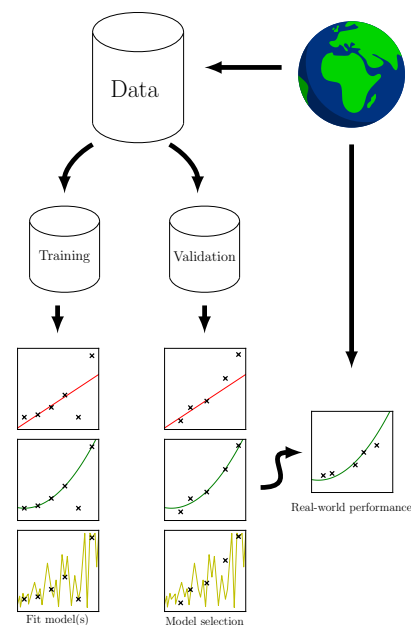 Data
Training
Validation
Real-world performance
Fit model(s)
Model selection